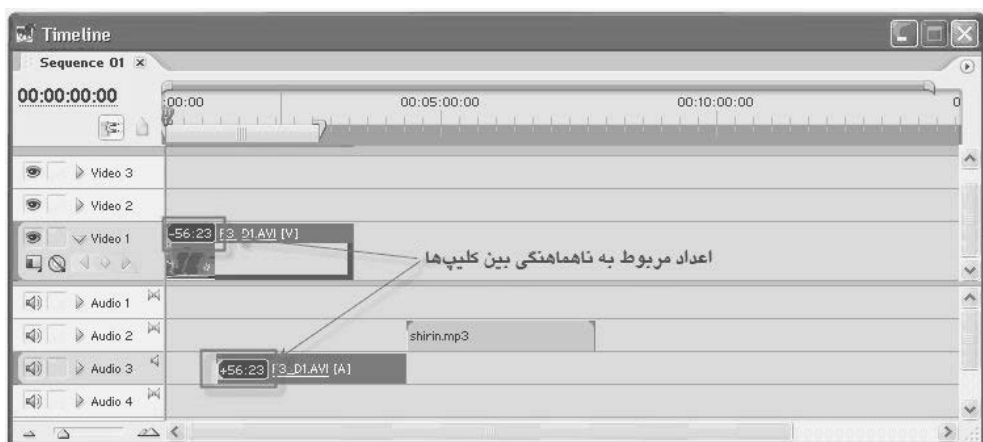 Timeline
Sequence 01
00:00:00:00
:00:00 00:05:00:00 00:10:00:00 0
Video 3
Video 2
Video 1
-56:23 F3_D1.AVI [V]
اعداد مربوط به ناهماهنگی بین کلیپ‌ها
Audio 1
Audio 2
shirin.mp3
Audio 3
+56:23 F3_D1.AVI [A]
Audio 4